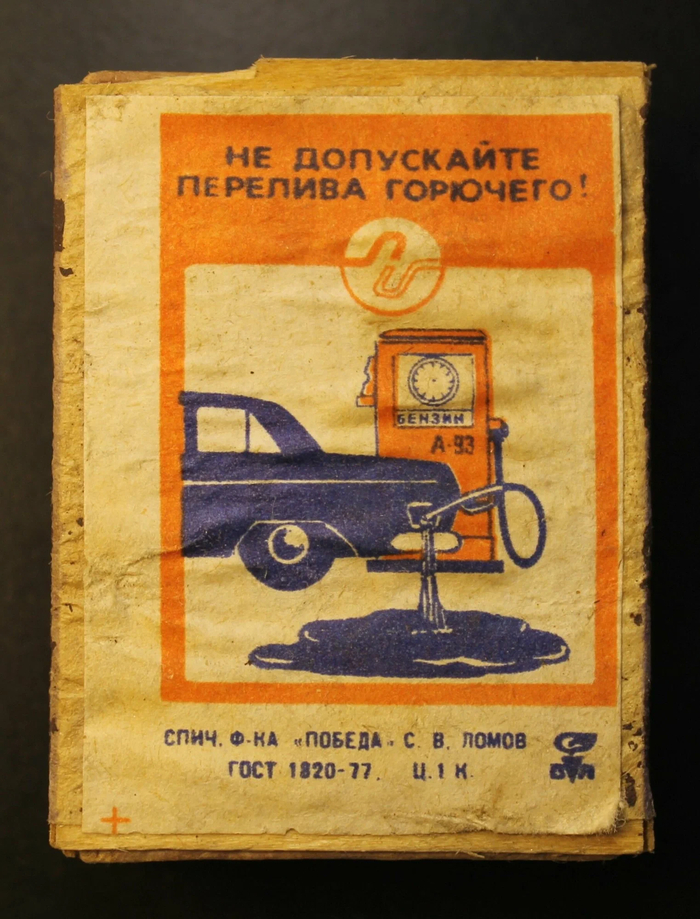 НЕ ДОПУСКАЙТЕ
ПЕРЕЛИВА ГОРЮЧЕГО!
БЕНЗИН
А-93
СПИЧ. Ф-КА «ПОБЕДА» С. В. ЛОМОВ
ГОСТ 1820-77. Ц. 1 К.